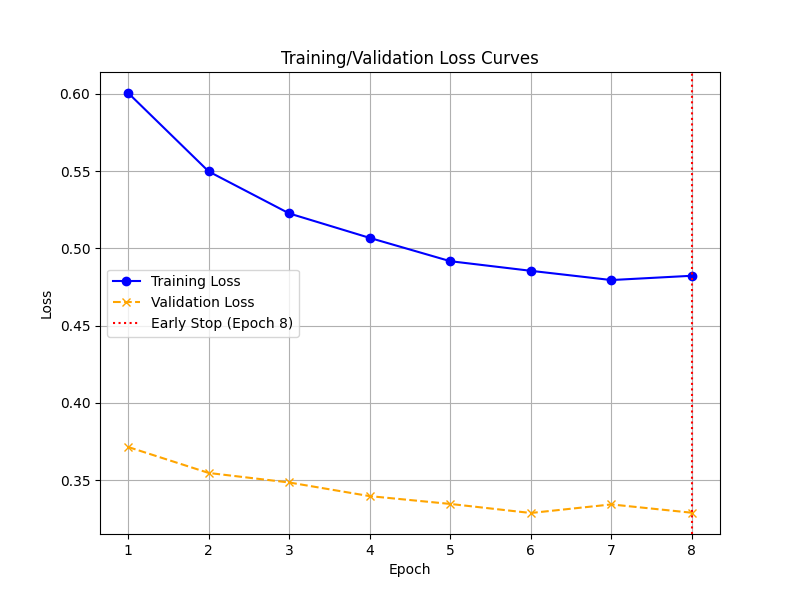 Training/Validation Loss Curves
0.60
0.55
0.50
0.45
0.40
0.35
Loss
Training Loss
Validation Loss
Early Stop (Epoch 8)
1 2 3 4 5 6 7 8
Epoch